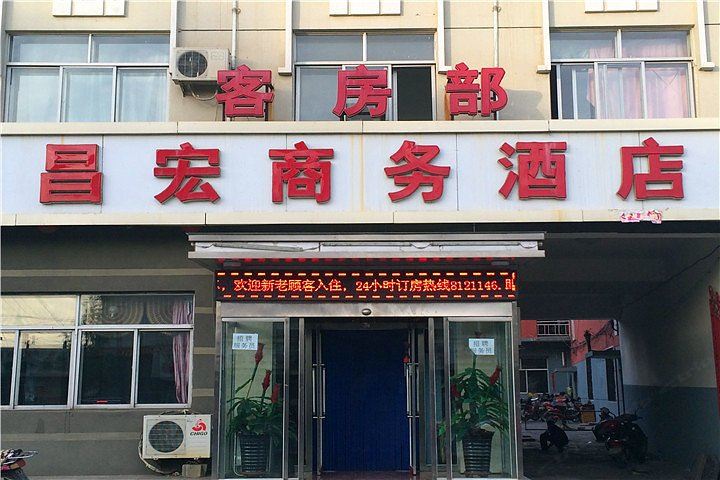 客房部
昌宏商务酒店
欢迎新老顾客入住，24小时订房热线8121146.
招聘
服务员
招聘
服务员
CHIGO